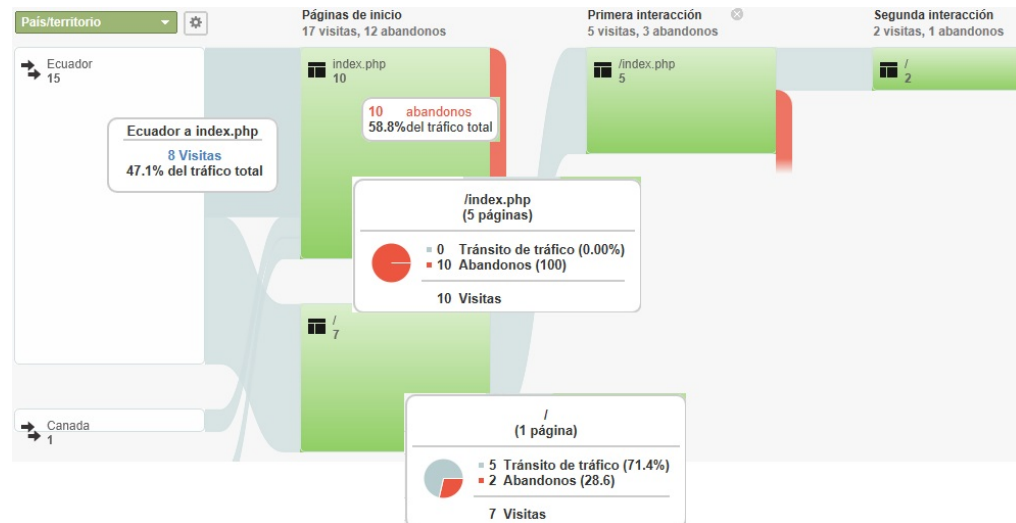 País/territorio
Páginas de inicio
17 visitas, 12 abandonos
Primera interacción
5 visitas, 3 abandonos
Segunda interacción
2 visitas, 1 abandonos
Ecuador
15
index.php
10
/index.php
5
/
2
10 abandonos
58.8%del tráfico total
Ecuador a index.php
8 Visitas
47.1% del tráfico total
/index.php
(5 páginas)
0 Tránsito de tráfico (0.00%)
10 Abandonos (100)
10 Visitas
/
7
Canada
1
/
(1 página)
5 Tránsito de tráfico (71.4%)
2 Abandonos (28.6)
7 Visitas